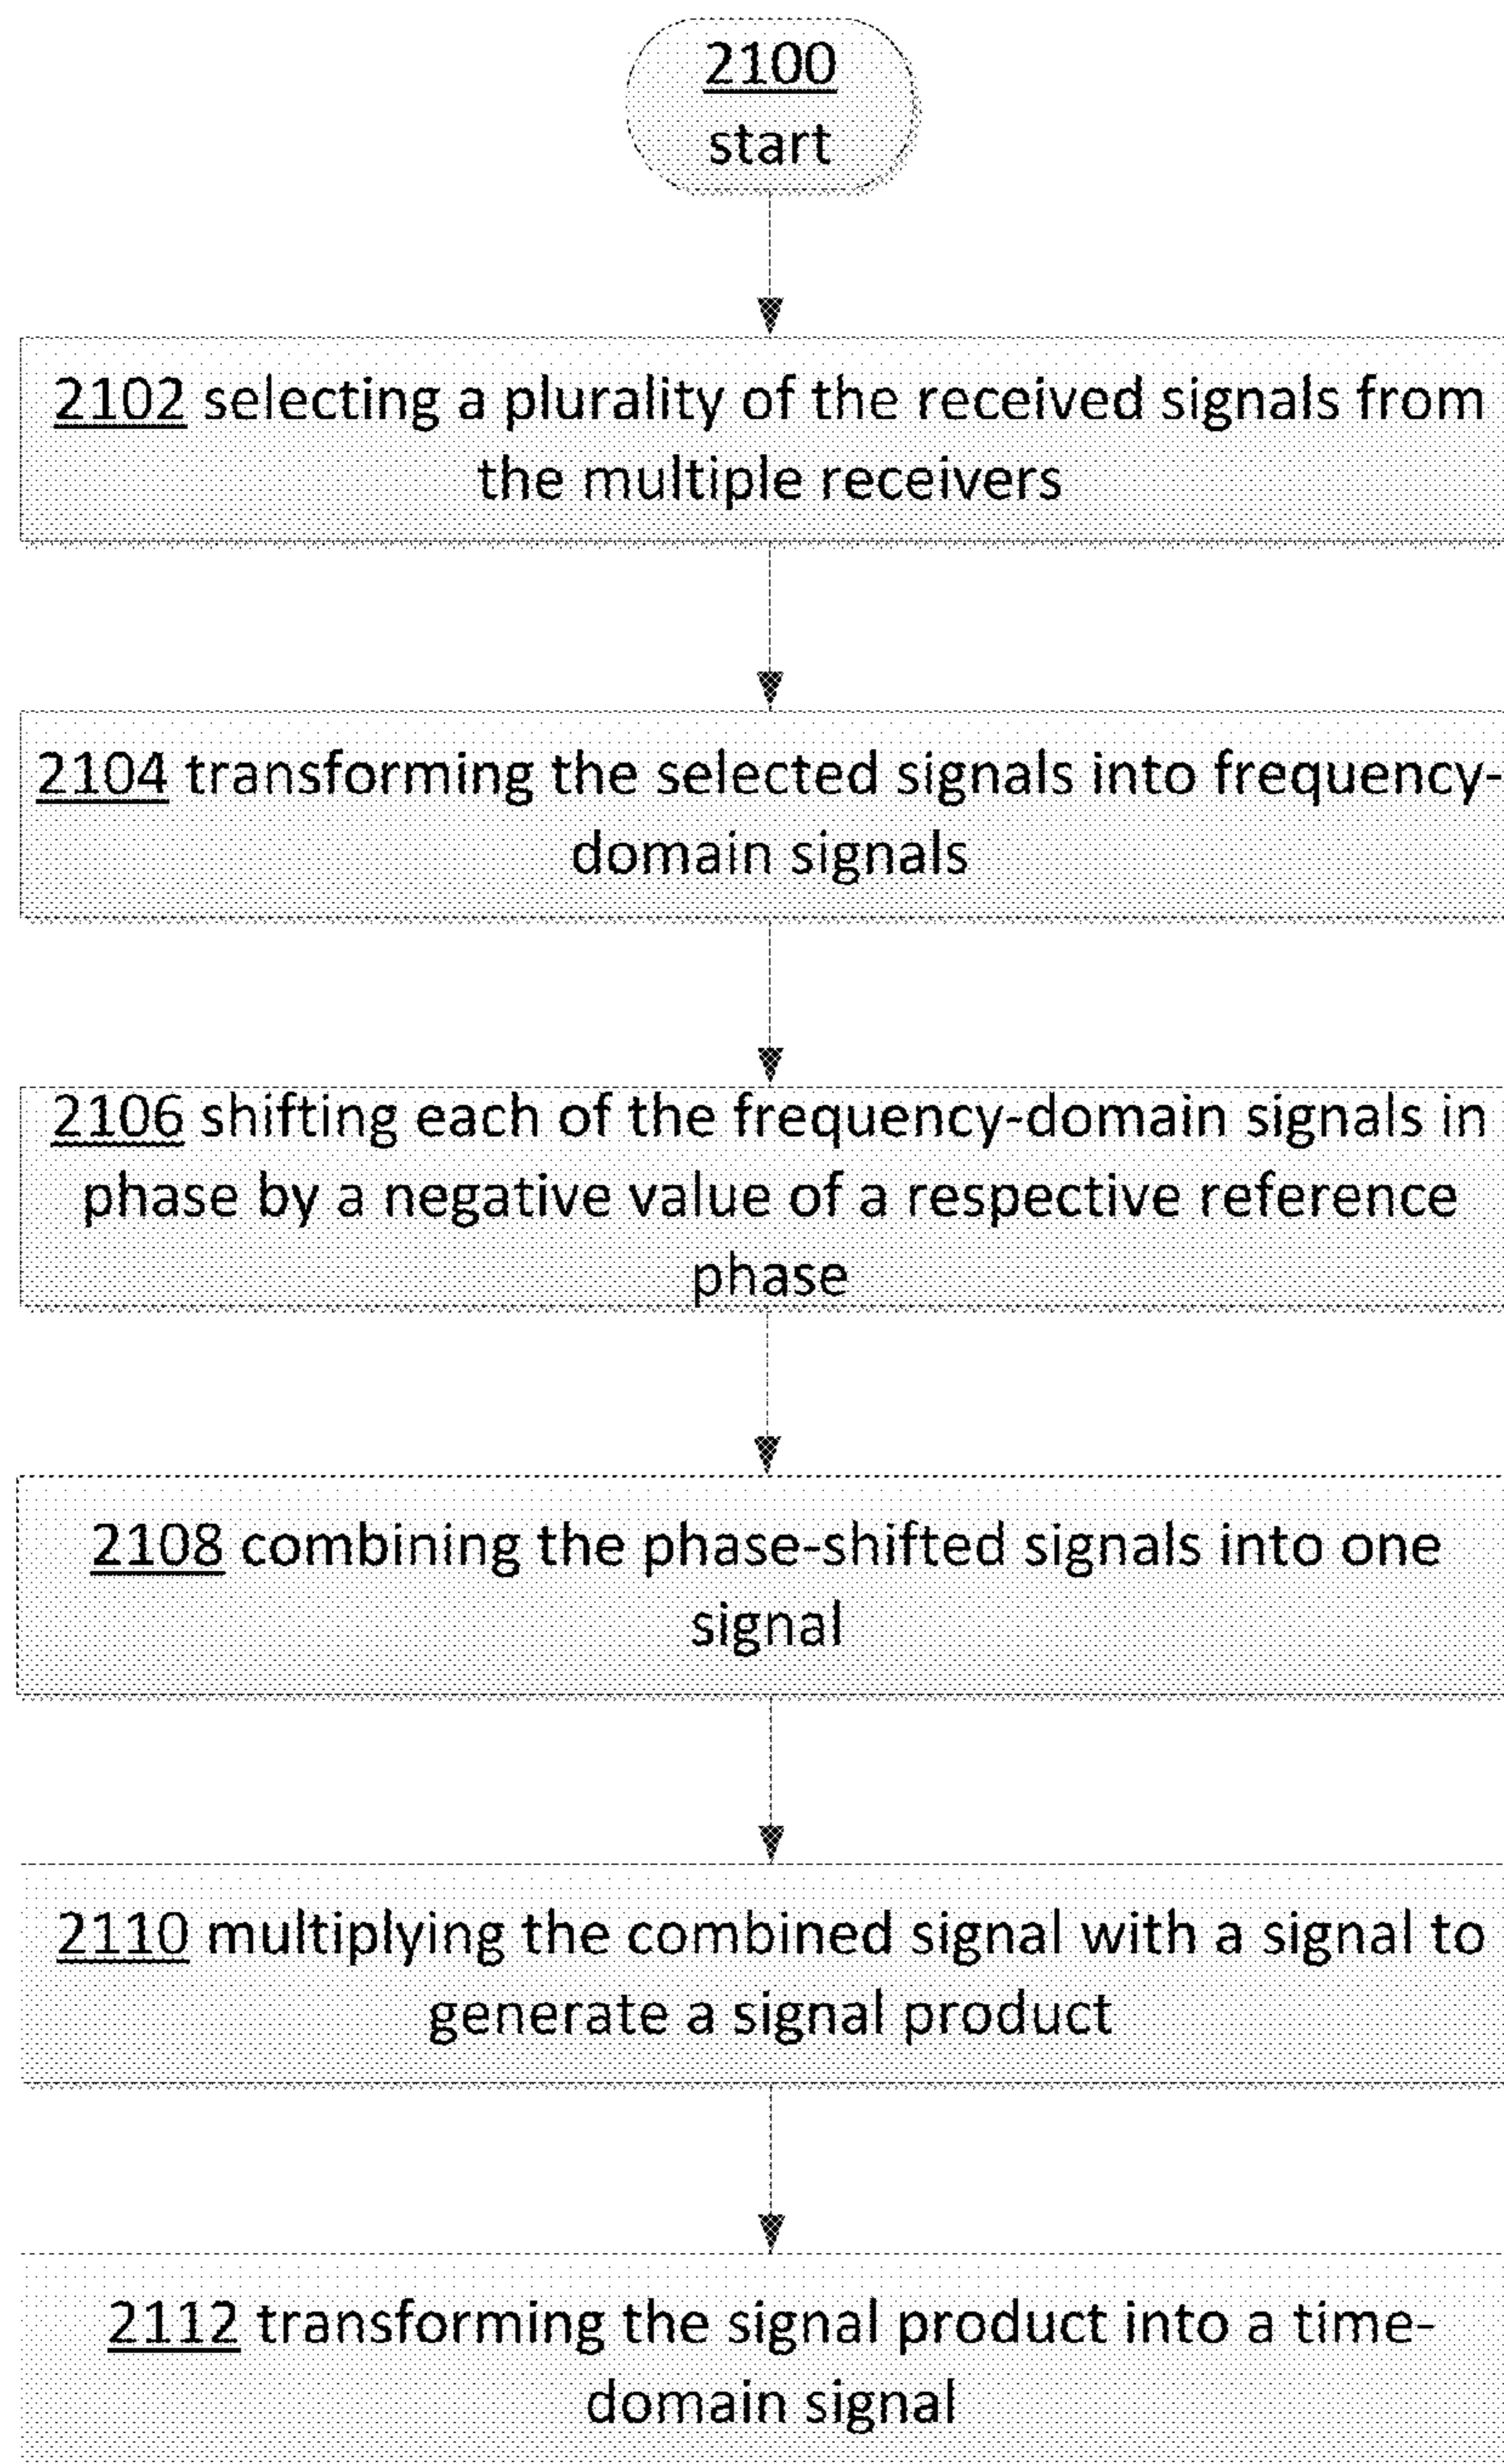 2100
start
2102 selecting a plurality of the received signals from
the multiple receivers
2104 transforming the selected signals into frequency-
domain signals
2106 shifting each of the frequency-domain signals in
phase by a negative value of a respective reference
phase
2108 combining the phase-shifted signals into one
signal
2110 multiplying the combined signal with a signal to
generate a signal product
2112 transforming the signal product into a time-
domain signal